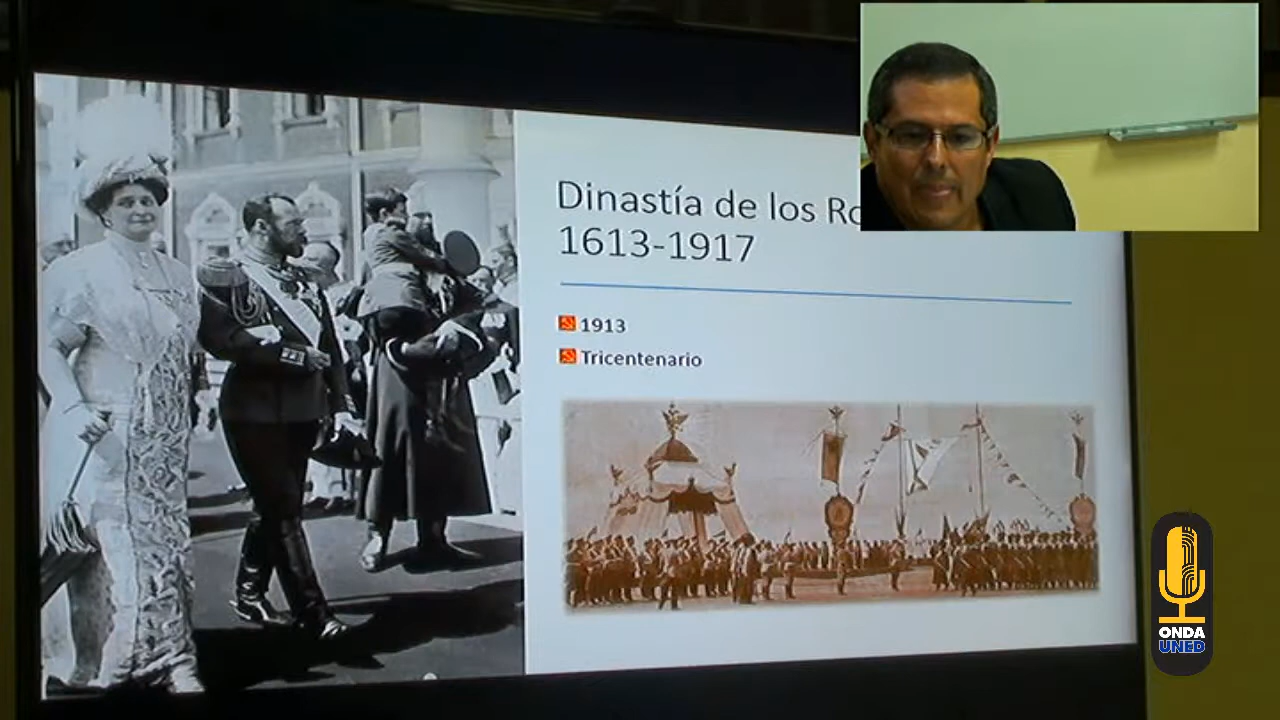 Dinastía de los Ro
1613-1917
1913
Tricentenario
ONDA
UNED